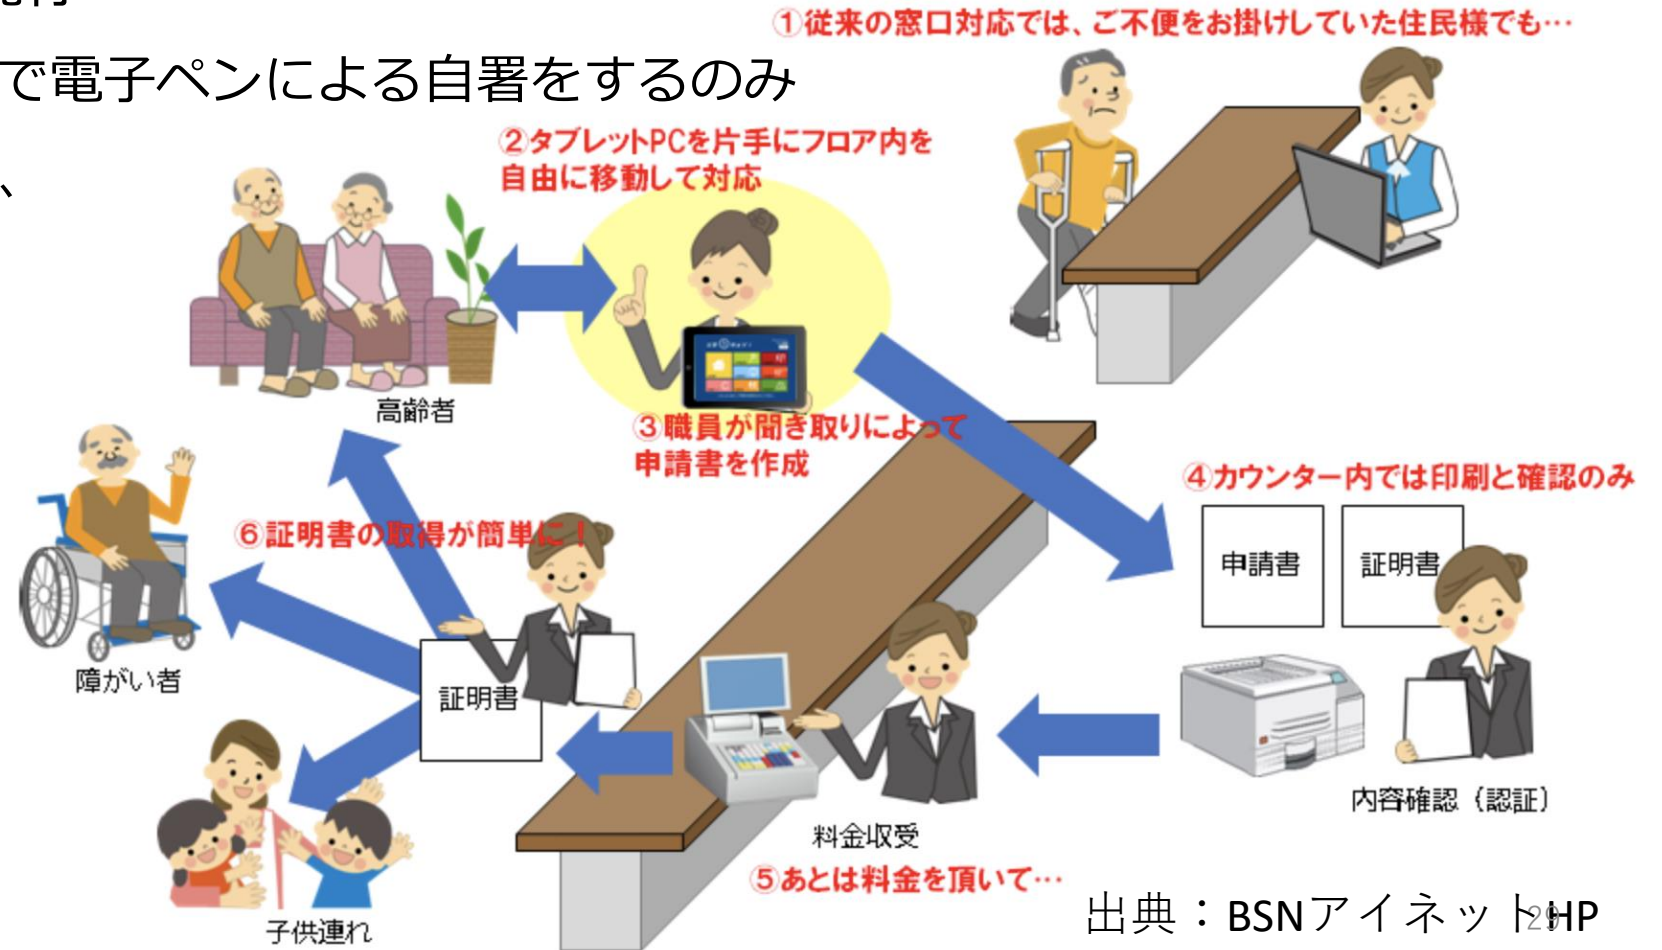 で電子ペンによる自署をするのみ
、
①従来の窓口対応では、ご不便をお掛けしていた住民様でも…
②タブレットPCを片手にフロア内を
自由に移動して対応
高齢者
③職員が聞き取りによって
申請書を作成
④カウンター内では印刷と確認のみ
申請書
証明書
内容確認（認証）
料金収受
⑤あとは料金を頂いて…
⑥証明書の取得が簡単に！
証明書
障がい者
子供連れ
出典：BSNアイネットHP
29